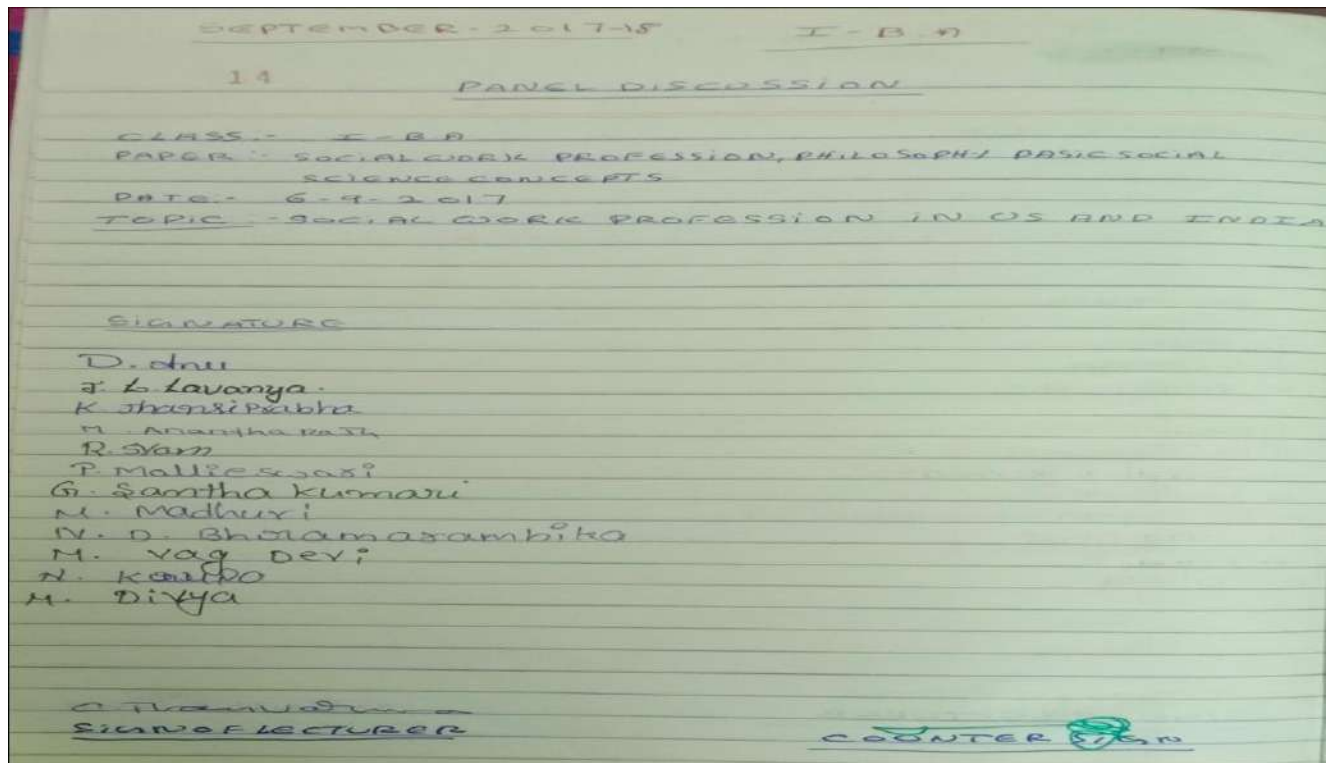 SEPTEMBER - 2017-18 I - B.A
14
PANEL DISCUSSION
CLASS :- I - B A
PAPER :- SOCIAL WORK PROFESSION, PHILOSOPHY BASIC SOCIAL
SCIENCE CONCEPTS
DATE :- 6-9-2017
TOPIC :- SOCIAL WORK PROFESSION IN US AND INDIA
SIGNATURE
D. Anu
J. L. Lavanya.
K Jhansi Prabha
M. Anantha
R. Syam
P. Mallieswari
G. Santha Kumari
M. Madhuri
N. D. Bhramarambika
M. Vag Devi
N.
M. Divya
SIGN OF LECTURER
COUNTER SIGN